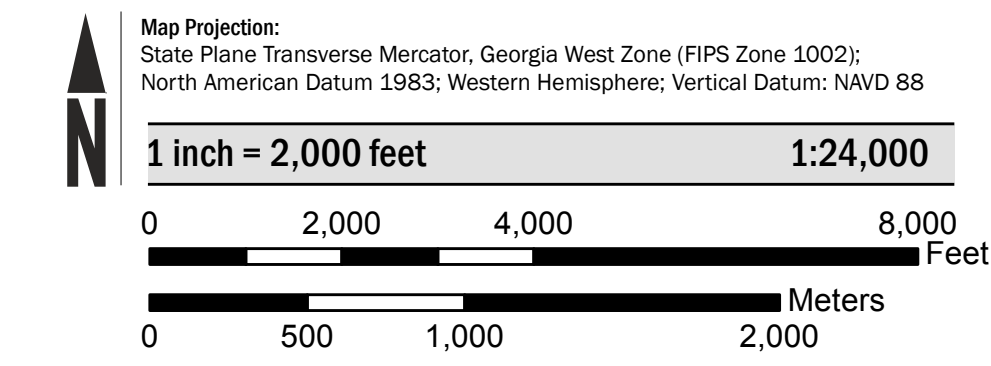 N
Map Projection:
State Plane Transverse Mercator, Georgia West Zone (FIPS Zone 1002);
North American Datum 1983; Western Hemisphere; Vertical Datum: NAVD 88
1 inch = 2,000 feet 1:24,000
0 2,000 4,000 8,000
Feet
Meters
0 500 1,000 2,000